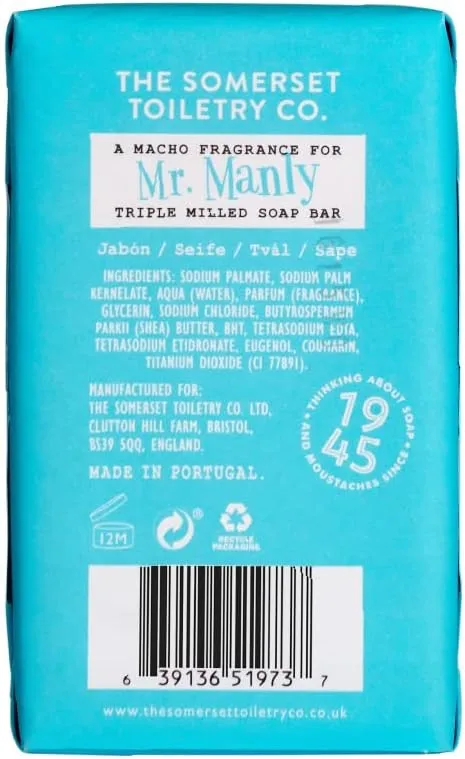 THE SOMERSET
TOILETRY CO.
A MACHO FRAGRANCE FOR
Mr. Manly
TRIPLE MILLED SOAP BAR
Jabón / Seife / Tvål / Såpe
INGREDIENTS: SODIUM PALMATE, SODIUM PALM
KERNELATE, AQUA (WATER), PARFUM (FRAGRANCE),
GLYCERIN, SODIUM CHLORIDE, BUTYROSPERMUM
PARKII (SHEA) BUTTER, BHT, TETRASODIUM EDTA,
TETRASODIUM ETIDRONATE, EUGENOL, COUMARIN,
TITANIUM DIOXIDE (CI 77891).
MANUFACTURED FOR:
THE SOMERSET TOILETRY CO. LTD,
CLUTTON HILL FARM, BRISTOL,
BS39 5QQ, ENGLAND.
MADE IN PORTUGAL.
THINKING ABOUT SOAP
AND MOUSTACHES SINCE
19
45
12M
RECYCLE
PACKAGING
6 39136 51973 7
www.thesomersettoiletryco.co.uk